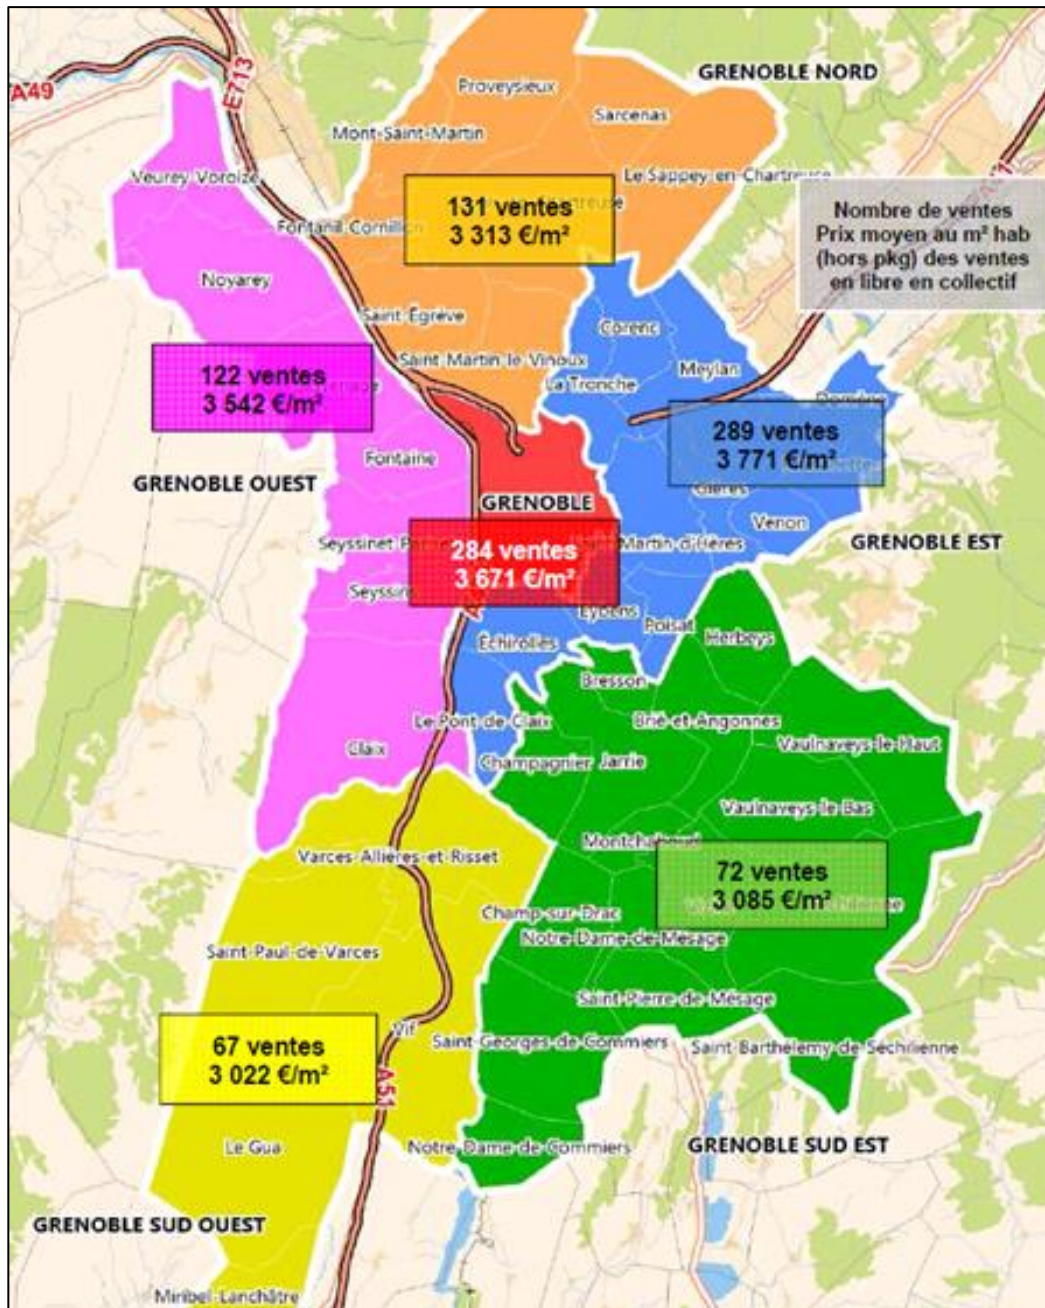 GRENOBLE NORD
Proveysieux
A49
E713
Sarcenas
Mont-Saint-Martin
Le Sappey-en-Chartreuse
Veurey-Voroize
131 ventes
3 313 €/m²
Nombre de ventes
Prix moyen au m² hab
(hors pkg) des ventes
en libre en collectif
Fontanil-Cornillon
Noyarey
Saint-Égrève
Corenc
Saint-Martin-le-Vinoux
Meylan
La Tronche
122 ventes
3 542 €/m²
Domène
289 ventes
3 771 €/m²
Fontaine
GRENOBLE OUEST
GRENOBLE
Gières
Venon
Seyssinet
284 ventes
3 671 €/m²
Martin-d'Hères
GRENOBLE EST
Eybens
Poisat
Herbeys
Échirolles
Bresson
Le Pont-de-Claix
Brié-et-Angonnes
Vaulnaveys-le-Haut
Claix
Champagnier
Jarrie
Vaulnaveys-le-Bas
Montchaboud
Varces-Allières-et-Risset
72 ventes
3 085 €/m²
Champ-sur-Drac
Notre-Dame-de-Mésage
Saint-Paul-de-Varces
Saint-Pierre-de-Mésage
Vif
67 ventes
3 022 €/m²
Saint-Georges-de-Commiers
Saint-Barthélemy-de-Séchilienne
A51
Le Gua
Notre-Dame-de-Commiers
GRENOBLE SUD EST
GRENOBLE SUD OUEST
Miribel-Lanchâtre